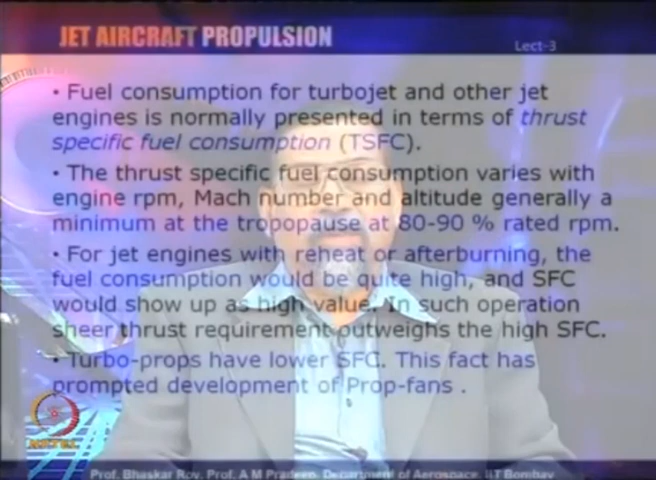 JET AIRCRAFT PROPULSION
Lect-3
• Fuel consumption for turbojet and other jet
engines is normally presented in terms of thrust
specific fuel consumption (TSFC).
• The thrust specific fuel consumption varies with
engine rpm, Mach number and altitude generally a
minimum at the tropopause at 80-90 % rated rpm.
• For jet engines with reheat or afterburning, the
fuel consumption would be quite high, and SFC
would show up as high value. In such operation
sheer thrust requirement outweighs the high SFC.
• Turbo-props have lower SFC. This fact has
prompted development of Prop-fans .
NPTEL
Prof. Bhaskar Roy, Prof. A M Pradeep, Department of Aerospace, IIT Bombay